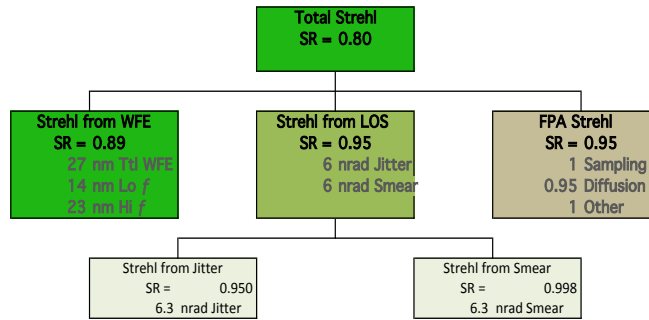 Total Strehl
SR = 0.80
Strehl from WFE
SR = 0.89
27 nm Ttl WFE
14 nm Lo ƒ
23 nm Hi ƒ
Strehl from LOS
SR = 0.95
6 nrad Jitter
6 nrad Smear
FPA Strehl
SR = 0.95
1 Sampling
0.95 Diffusion
1 Other
Strehl from Jitter
SR = 0.950
6.3 nrad Jitter
Strehl from Smear
SR = 0.998
6.3 nrad Smear